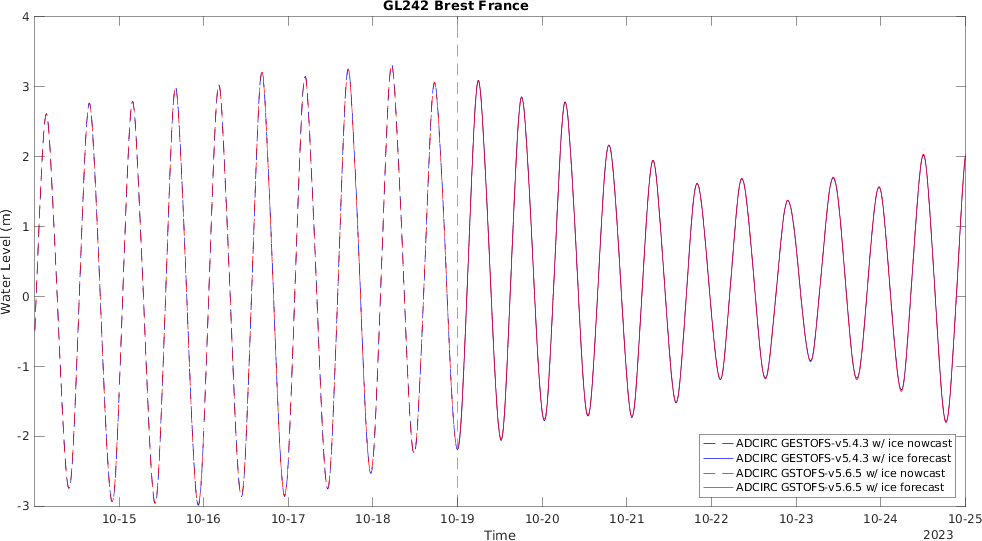 GL242 Brest France
Water Level (m)
4
3
2
1
0
-1
-2
-3
10-15 10-16 10-17 10-18 10-19 10-20 10-21 10-22 10-23 10-24 10-25
2023
Time
ADCIRC GESTOFS-v5.4.3 w/ ice nowcast
ADCIRC GESTOFS-v5.4.3 w/ ice forecast
ADCIRC GSTOFS-v5.6.5 w/ ice nowcast
ADCIRC GSTOFS-v5.6.5 w/ ice forecast